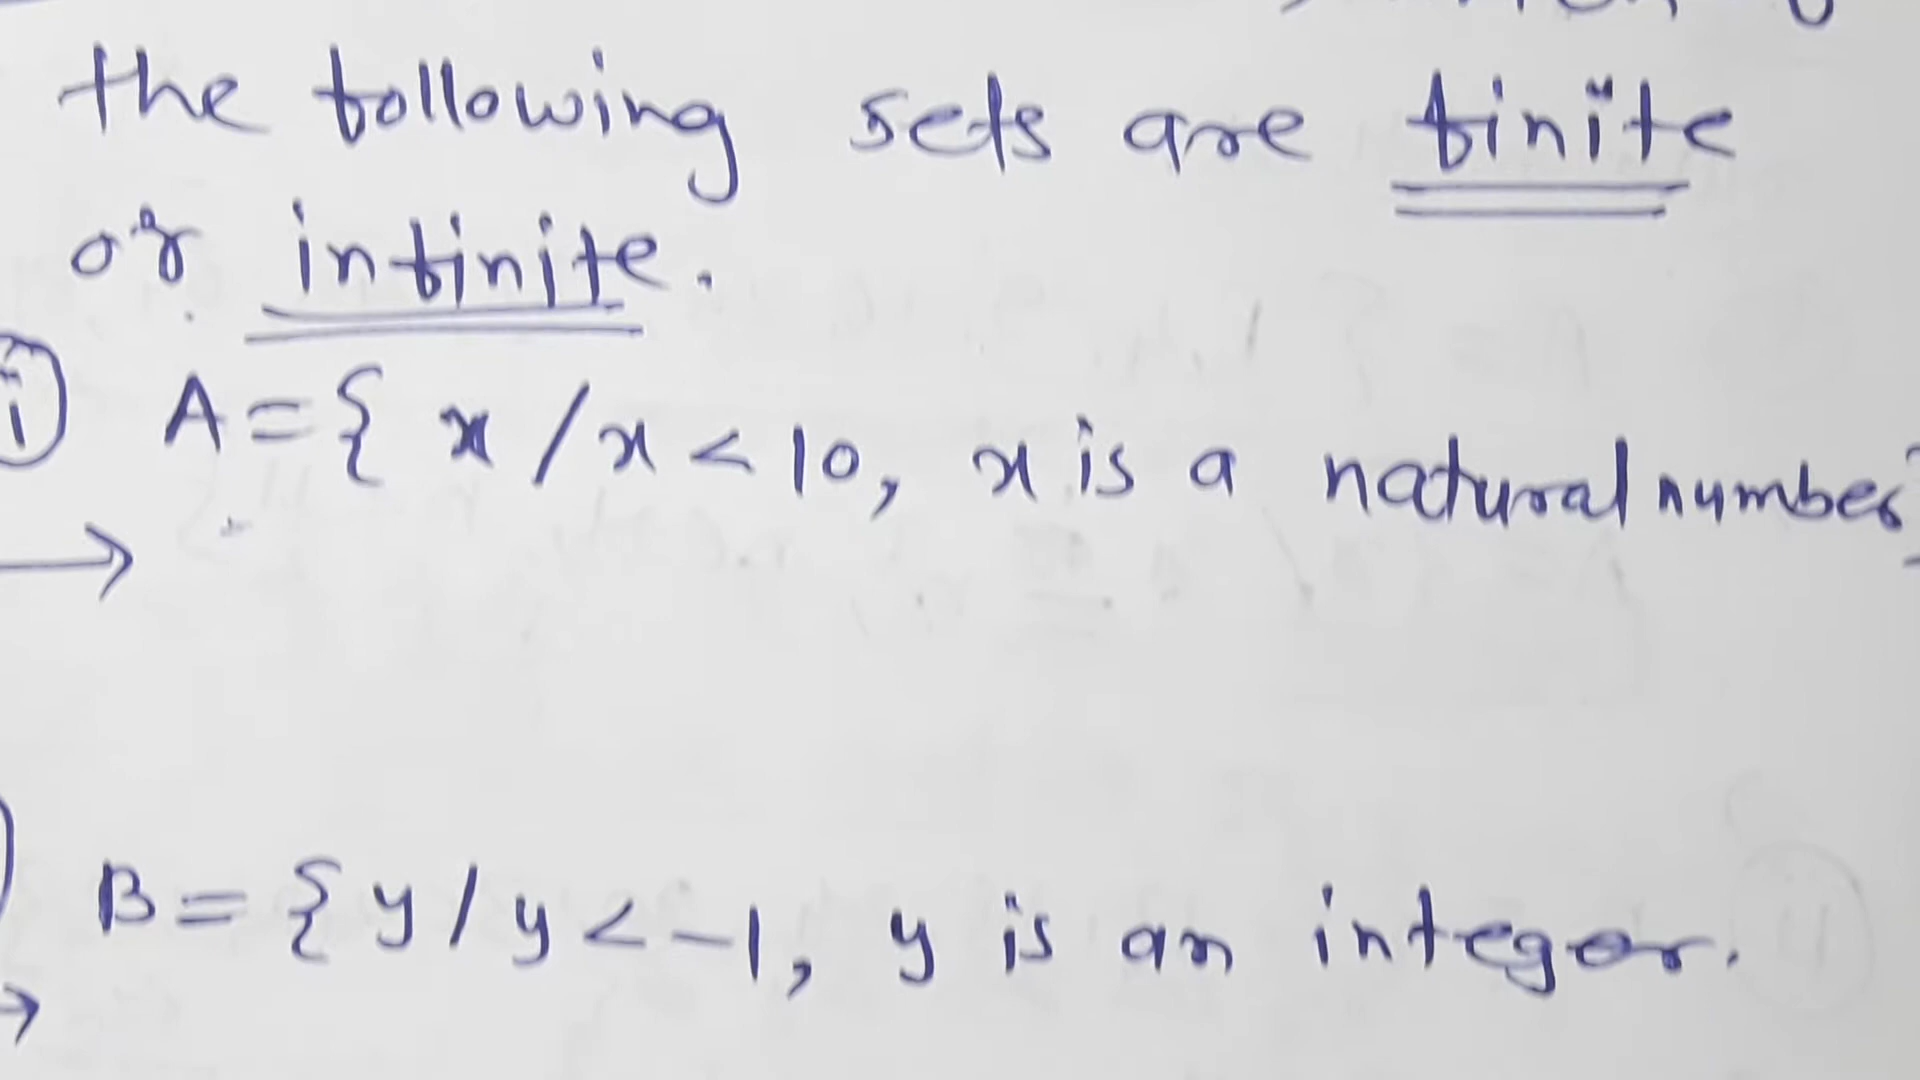 the following sets are finite
or infinite.
i A = { x / x < 10, x is a natural number}
→
B = { y / y < -1, y is an integer.
→